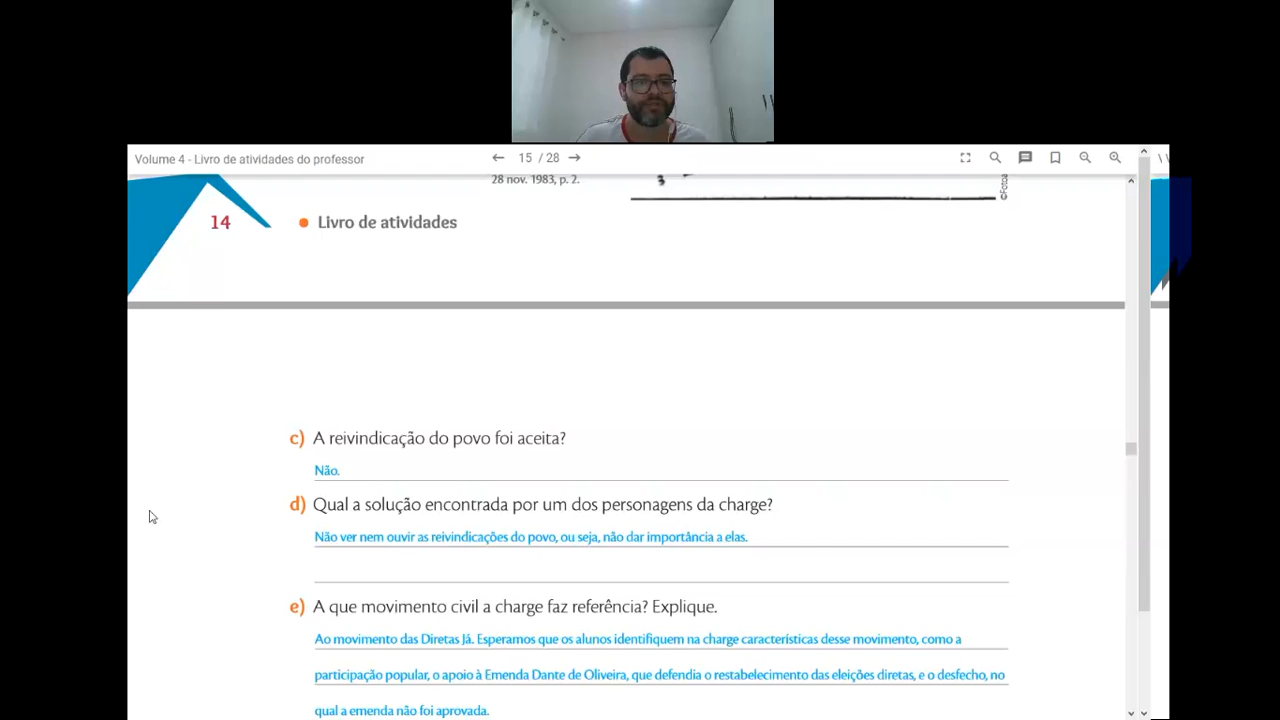 Volume 4 - Livro de atividades do professor
15 / 28
28 nov. 1983, p. 2.
©Fotoa
14
Livro de atividades
c) A reivindicação do povo foi aceita?
Não.
d) Qual a solução encontrada por um dos personagens da charge?
Não ver nem ouvir as reivindicações do povo, ou seja, não dar importância a elas.
e) A que movimento civil a charge faz referência? Explique.
Ao movimento das Diretas Já. Esperamos que os alunos identifiquem na charge características desse movimento, como a
participação popular, o apoio à Emenda Dante de Oliveira, que defendia o restabelecimento das eleições diretas, e o desfecho, no
qual a emenda não foi aprovada.